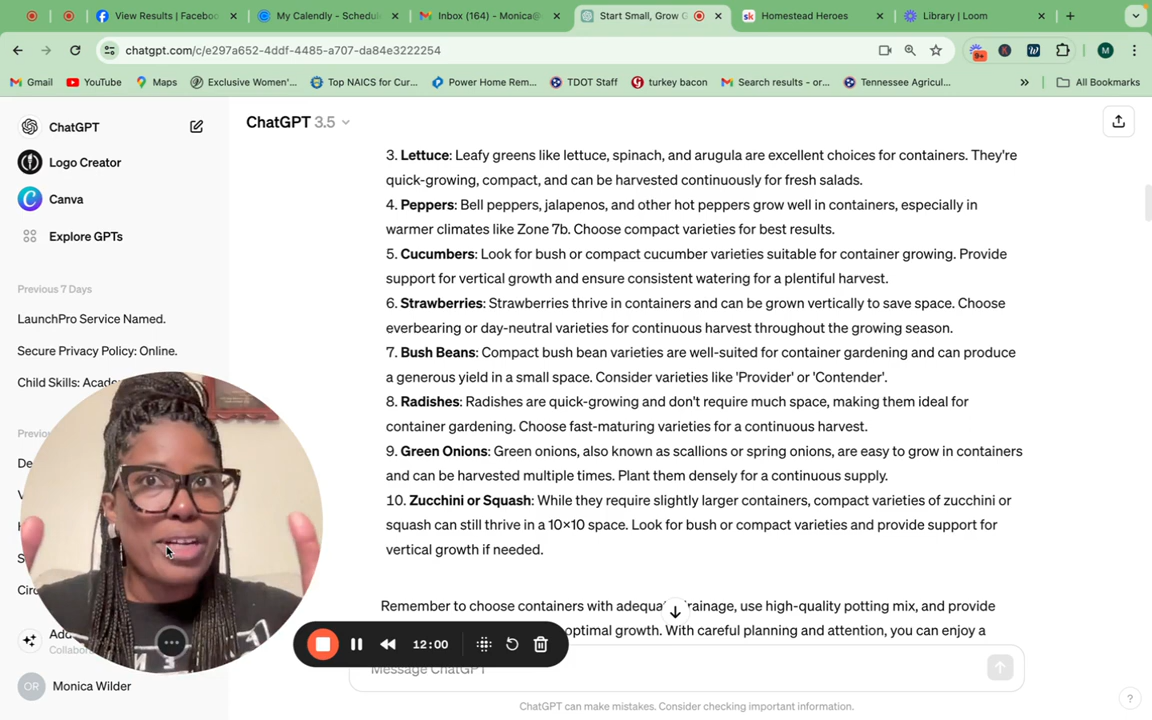 View Results | Faceboo
My Calendly - Schedul
Inbox (164) - Monica@
Start Small, Grow G
Homestead Heroes
Library | Loom
chatgpt.com/c/e297a652-4ddf-4485-a707-da84e3222254
9+
M
Gmail
YouTube
Maps
Exclusive Women'...
Top NAICS for Cur...
Power Home Rem...
TDOT Staff
turkey bacon
Search results - or...
Tennessee Agricul...
»
All Bookmarks
ChatGPT
Logo Creator
Canva
Explore GPTs
Previous 7 Days
LaunchPro Service Named.
Secure Privacy Policy: Online.
Child Skills: Acade
Previo
De
Add
Collabor
OR
Monica Wilder
ChatGPT 3.5
3. Lettuce: Leafy greens like lettuce, spinach, and arugula are excellent choices for containers. They're
quick-growing, compact, and can be harvested continuously for fresh salads.
4. Peppers: Bell peppers, jalapenos, and other hot peppers grow well in containers, especially in
warmer climates like Zone 7b. Choose compact varieties for best results.
5. Cucumbers: Look for bush or compact cucumber varieties suitable for container growing. Provide
support for vertical growth and ensure consistent watering for a plentiful harvest.
6. Strawberries: Strawberries thrive in containers and can be grown vertically to save space. Choose
everbearing or day-neutral varieties for continuous harvest throughout the growing season.
7. Bush Beans: Compact bush bean varieties are well-suited for container gardening and can produce
a generous yield in a small space. Consider varieties like 'Provider' or 'Contender'.
8. Radishes: Radishes are quick-growing and don't require much space, making them ideal for
container gardening. Choose fast-maturing varieties for a continuous harvest.
9. Green Onions: Green onions, also known as scallions or spring onions, are easy to grow in containers
and can be harvested multiple times. Plant them densely for a continuous supply.
10. Zucchini or Squash: While they require slightly larger containers, compact varieties of zucchini or
squash can still thrive in a 10×10 space. Look for bush or compact varieties and provide support for
vertical growth if needed.
Remember to choose containers with adequate drainage, use high-quality potting mix, and provide
optimal growth. With careful planning and attention, you can enjoy a
12:00
Message ChatGPT
ChatGPT can make mistakes. Consider checking important information.
?